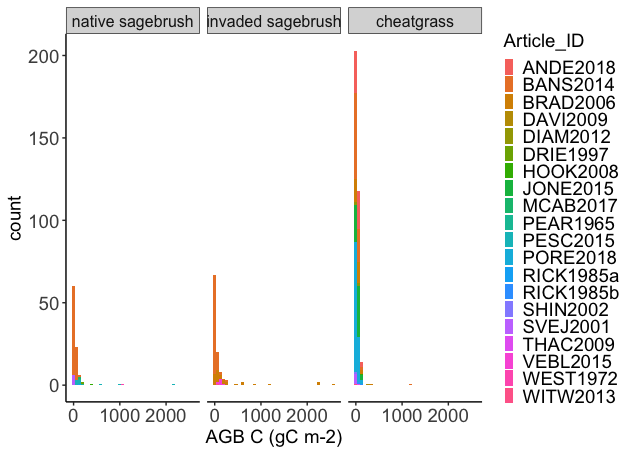 native sagebrush invaded sagebrush cheatgrass
Article_ID
ANDE2018
BANS2014
BRAD2006
DAVI2009
DIAM2012
DRIE1997
HOOK2008
JONE2015
MCAB2017
PEAR1965
PESC2015
PORE2018
RICK1985a
RICK1985b
SHIN2002
SVEJ2001
THAC2009
VEBL2015
WEST1972
WITW2013
count
200
150
100
50
0
0 1000 2000 0 1000 2000 0 1000 2000
AGB C (gC m-2)